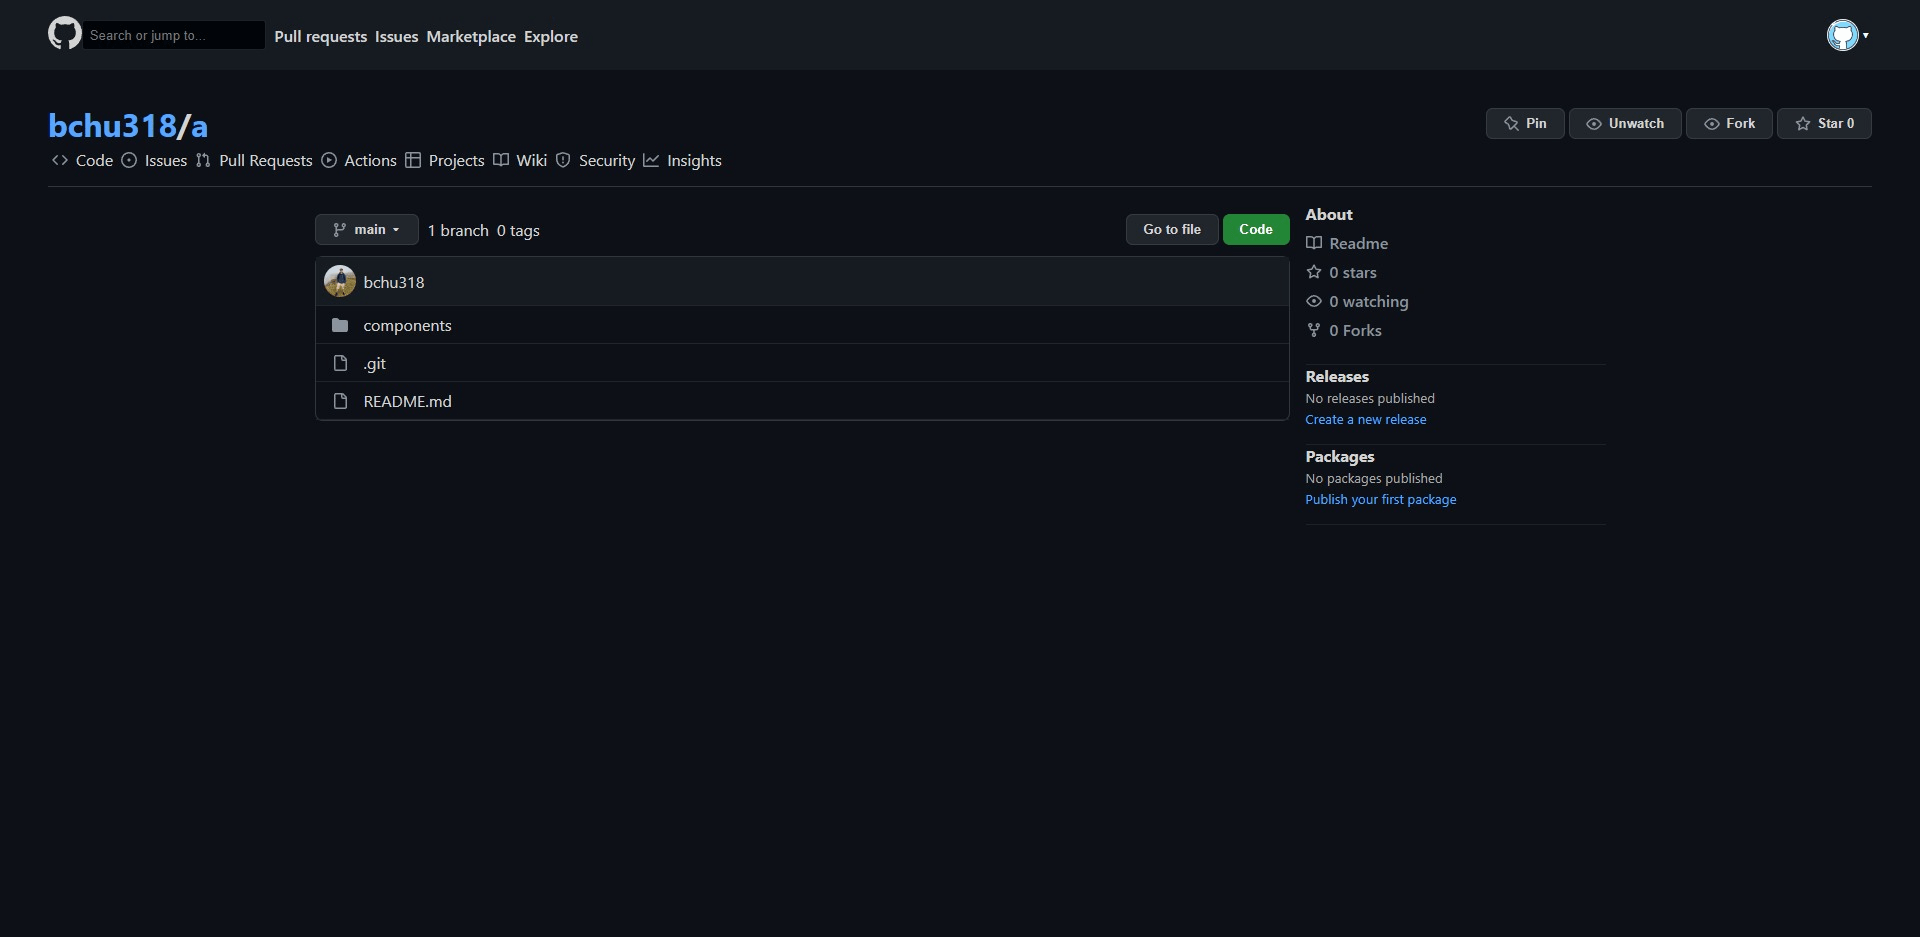 Search or jump to... Pull requests Issues Marketplace Explore
bchu318/a
Pin Unwatch Fork Star 0
Code Issues Pull Requests Actions Projects Wiki Security Insights
main 1 branch 0 tags Go to file Code
bchu318
components
.git
README.md
About
Readme
0 stars
0 watching
0 Forks
Releases
No releases published
Create a new release
Packages
No packages published
Publish your first package